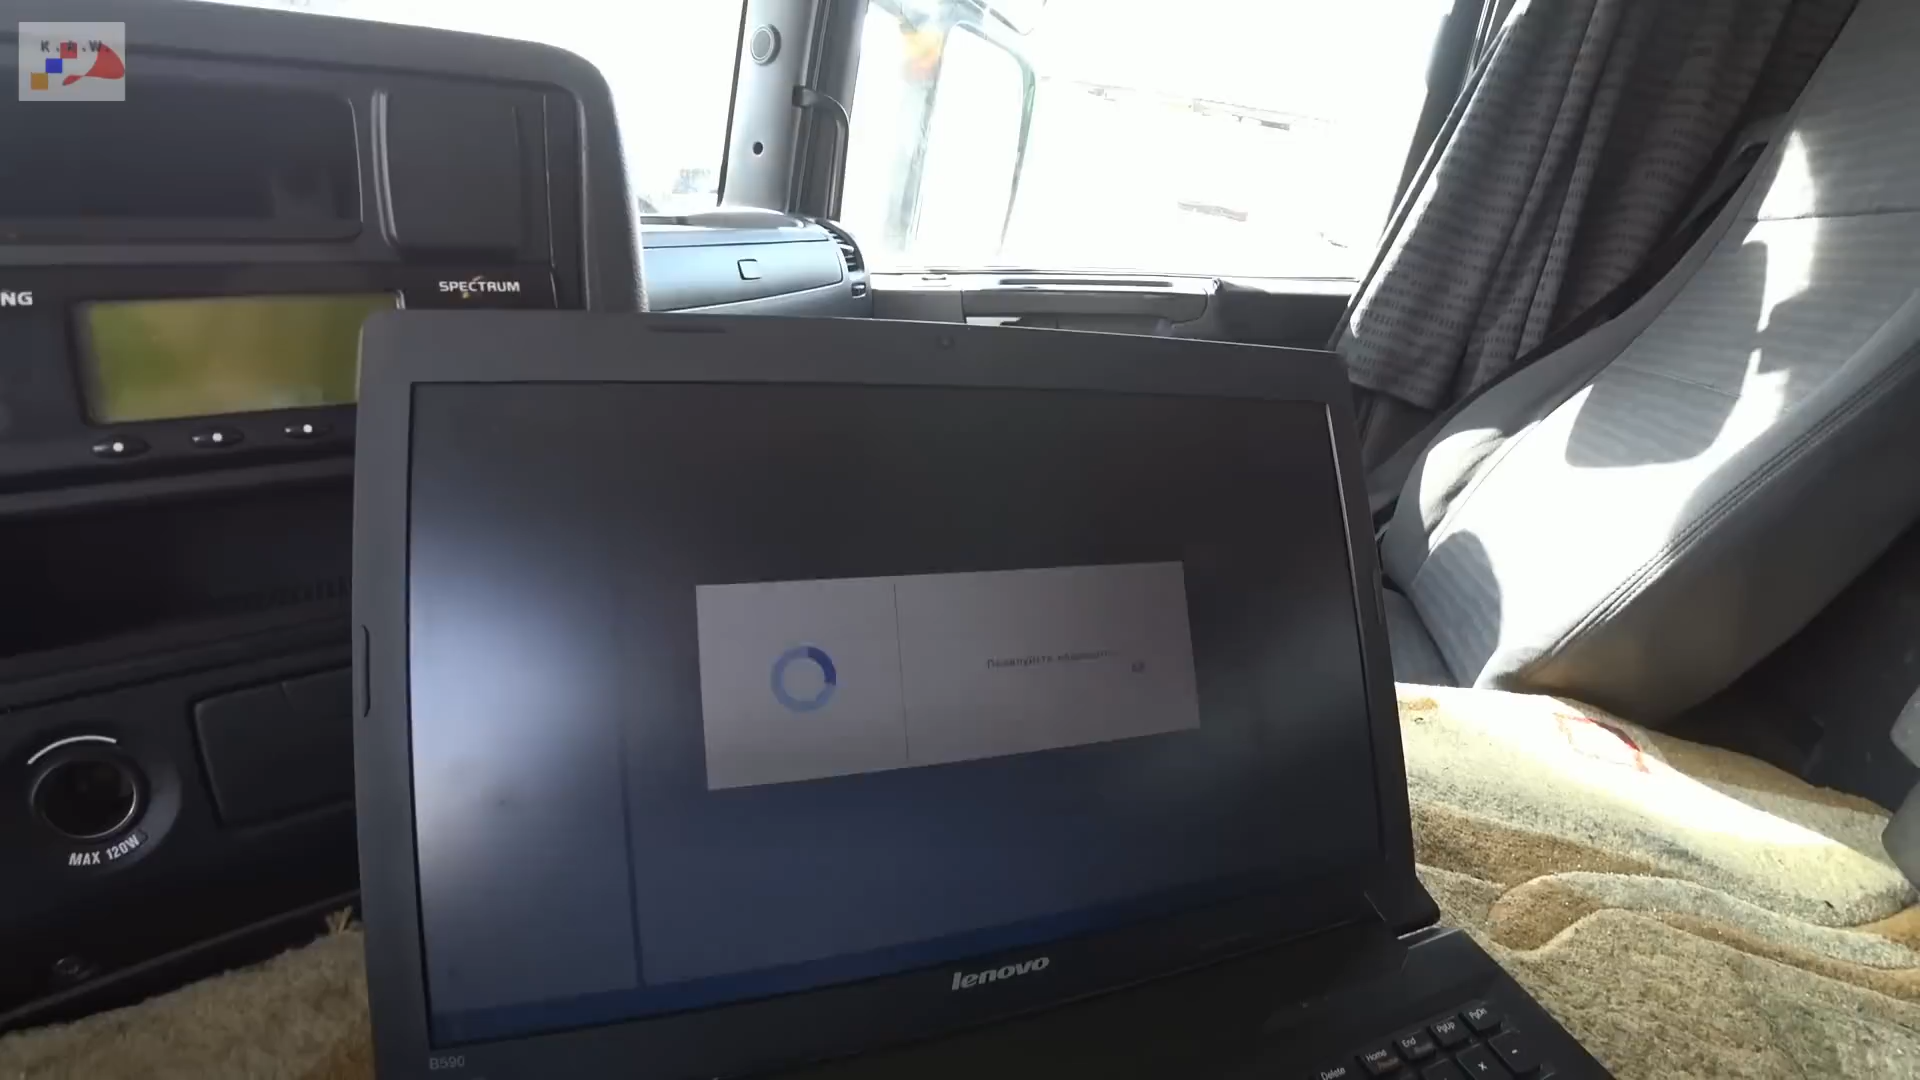 K.A.W.
NG
SPECTRUM
MAX 120W
lenovo
B590
Delete
Home
End
PgUp
PgDn